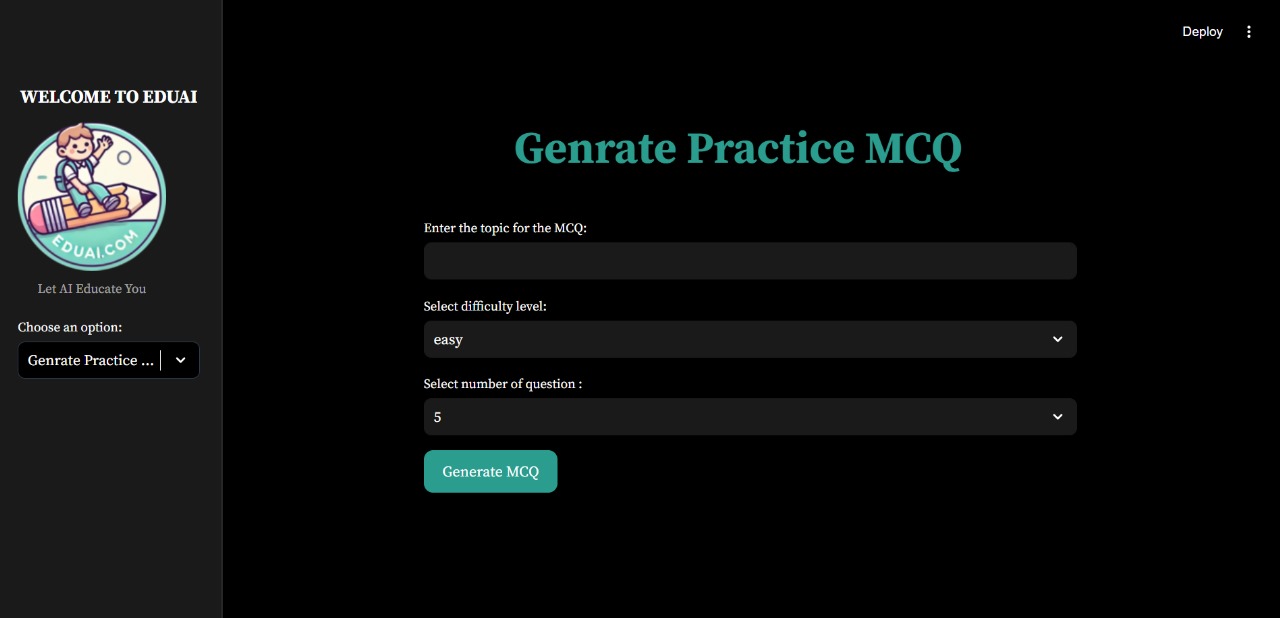 Deploy
WELCOME TO EDUAI
EDUAI.COM
Let AI Educate You
Choose an option:
Genrate Practice ...
Genrate Practice MCQ
Enter the topic for the MCQ:
Select difficulty level:
easy
Select number of question :
5
Generate MCQ